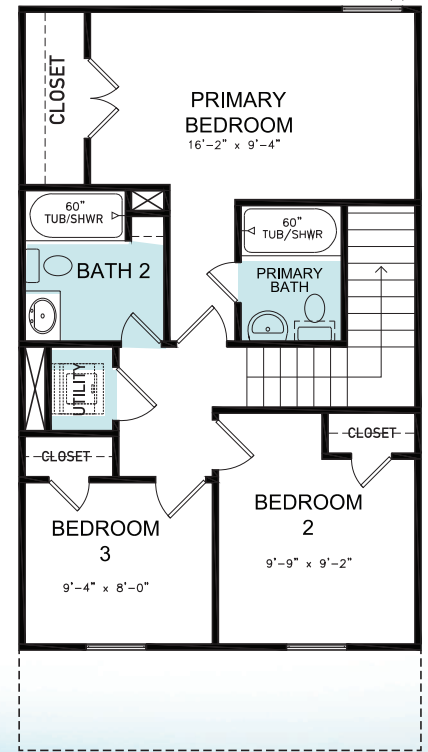 CLOSET
PRIMARY
BEDROOM
16'-2" x 9'-4"
60"
TUB/SHWR
60"
TUB/SHWR
BATH 2
PRIMARY
BATH
UTILITY
CLOSET
CLOSET
BEDROOM
3
9'-4" x 8'-0"
BEDROOM
2
9'-9" x 9'-2"